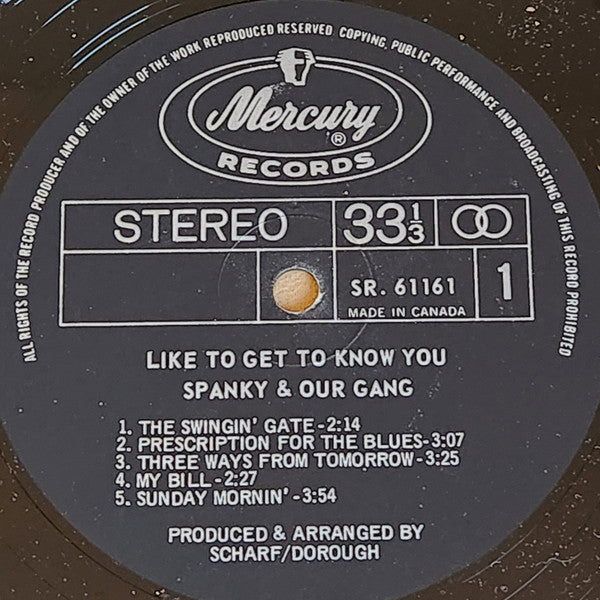 ALL RIGHTS OF THE RECORD PRODUCER AND OF THE OWNER OF THE WORK REPRODUCED RESERVED. COPYING, PUBLIC PERFORMANCE AND BROADCASTING OF THIS RECORD PROHIBITED
Mercury®
RECORDS
STEREO 33 1/3
SR. 61161 1
MADE IN CANADA
LIKE TO GET TO KNOW YOU
SPANKY & OUR GANG
1. THE SWINGIN' GATE-2:14
2. PRESCRIPTION FOR THE BLUES-3:07
3. THREE WAYS FROM TOMORROW-3:25
4. MY BILL-2:27
5. SUNDAY MORNIN'-3:54
PRODUCED & ARRANGED BY
SCHARF/DOROUGH